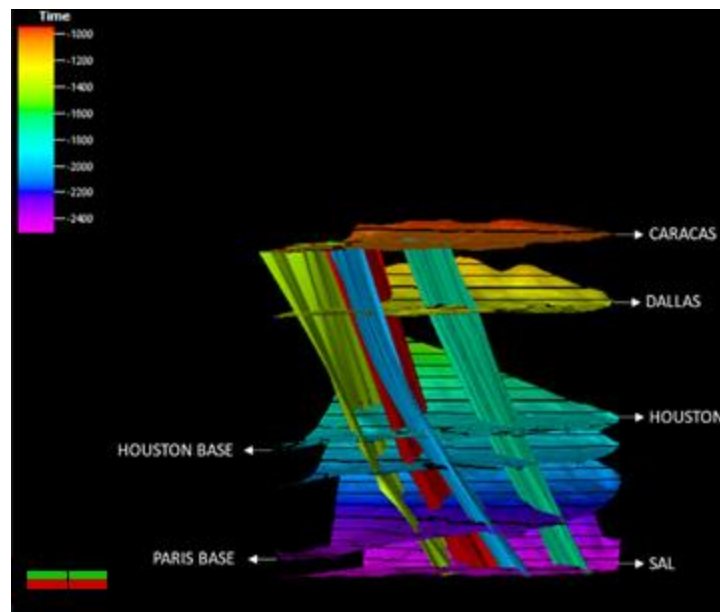 Time
-1000
-1200
-1400
-1600
-1800
-2000
-2200
-2400
CARACAS
DALLAS
HOUSTON
HOUSTON BASE
PARIS BASE
SAL